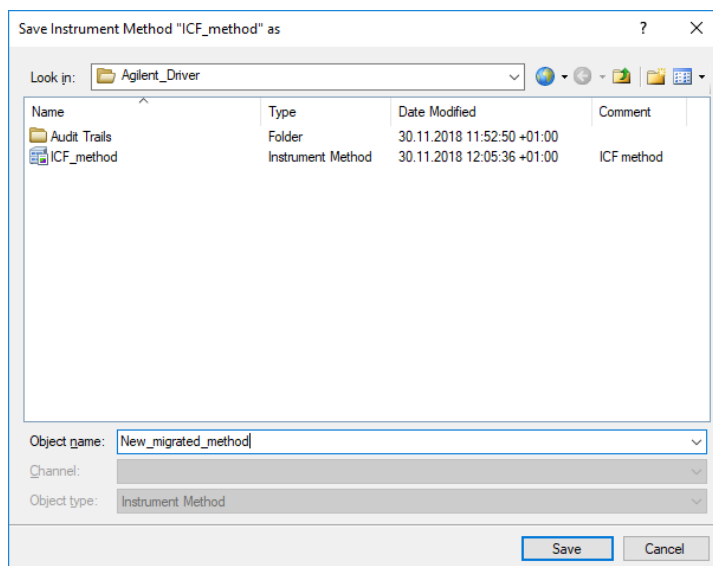 Save Instrument Method "ICF_method" as ?
Look in: Agilent_Driver
Name Type Date Modified Comment
Audit Trails Folder 30.11.2018 11:52:50 +01:00
ICF_method Instrument Method 30.11.2018 12:05:36 +01:00 ICF method
Object name: New_migrated_method
Channel:
Object type: Instrument Method
Save Cancel